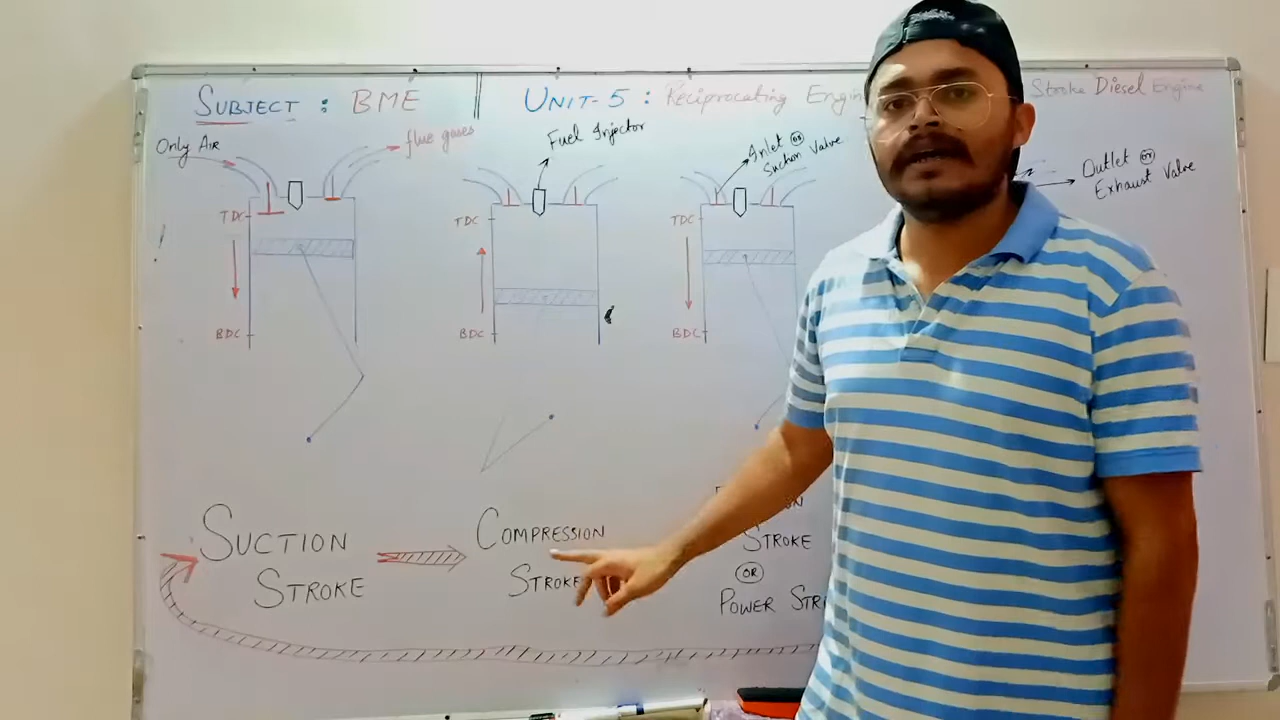 SUBJECT : BME
UNIT-5 : Reciprocating Engin
Stroke Diesel Engine
Only AIR
flue gases
Fuel Injector
Inlet OR
Suction Valve
Outlet OR
Exhaust Valve
TDC
TDC
TDC
BDC
BDC
BDC
SUCTION
STROKE
COMPRESSION
STROKE
STROKE
OR
POWER STR